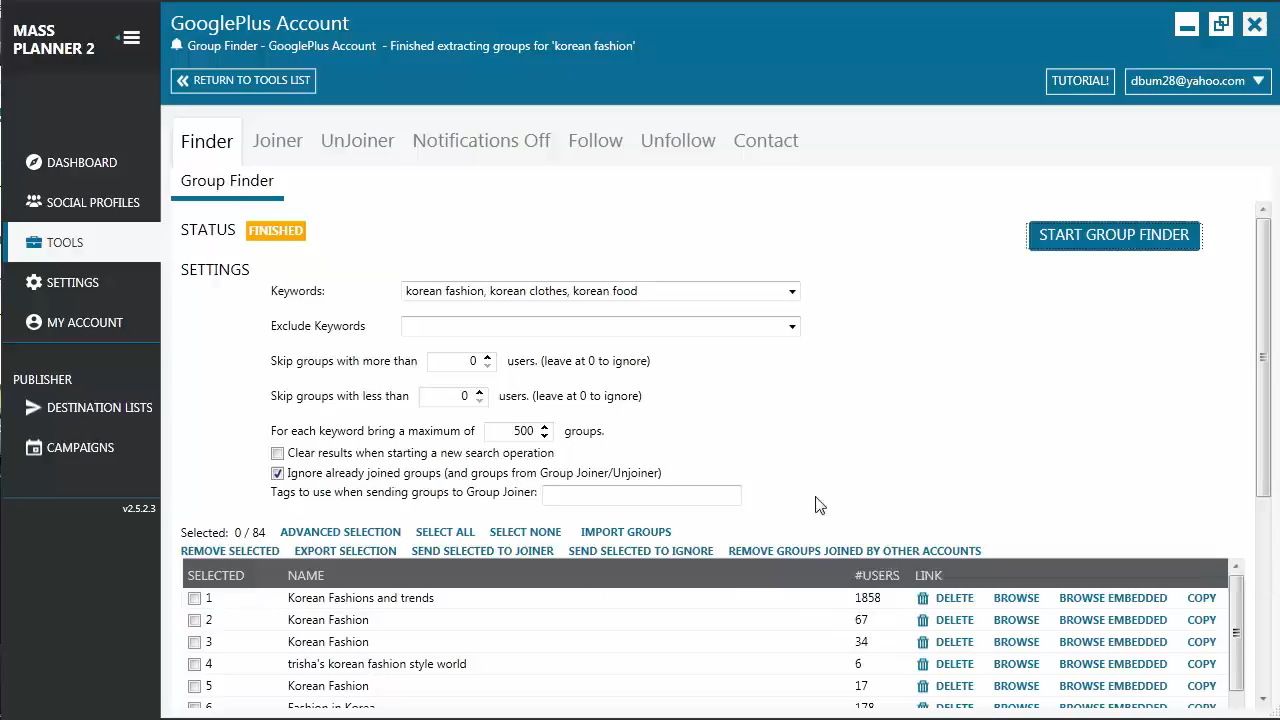 MASS
PLANNER 2
GooglePlus Account
Group Finder - GooglePlus Account - Finished extracting groups for 'korean fashion'
RETURN TO TOOLS LIST
TUTORIAL!
dbum28@yahoo.com
DASHBOARD
SOCIAL PROFILES
TOOLS
SETTINGS
MY ACCOUNT
PUBLISHER
DESTINATION LISTS
CAMPAIGNS
v2.5.2.3
Finder Joiner UnJoiner Notifications Off Follow Unfollow Contact
Group Finder
STATUS FINISHED
START GROUP FINDER
SETTINGS
Keywords: korean fashion, korean clothes, korean food
Exclude Keywords
Skip groups with more than 0 users. (leave at 0 to ignore)
Skip groups with less than 0 users. (leave at 0 to ignore)
For each keyword bring a maximum of 500 groups.
Clear results when starting a new search operation
Ignore already joined groups (and groups from Group Joiner/Unjoiner)
Tags to use when sending groups to Group Joiner:
Selected: 0 / 84 ADVANCED SELECTION SELECT ALL SELECT NONE IMPORT GROUPS
REMOVE SELECTED EXPORT SELECTION SEND SELECTED TO JOINER SEND SELECTED TO IGNORE REMOVE GROUPS JOINED BY OTHER ACCOUNTS
SELECTED NAME #USERS LINK
1 Korean Fashions and trends 1858 DELETE BROWSE BROWSE EMBEDDED COPY
2 Korean Fashion 67 DELETE BROWSE BROWSE EMBEDDED COPY
3 Korean Fashion 34 DELETE BROWSE BROWSE EMBEDDED COPY
4 trisha's korean fashion style world 6 DELETE BROWSE BROWSE EMBEDDED COPY
5 Korean Fashion 17 DELETE BROWSE BROWSE EMBEDDED COPY
6 Fashion in Korea 178 DELETE BROWSE BROWSE EMBEDDED COPY